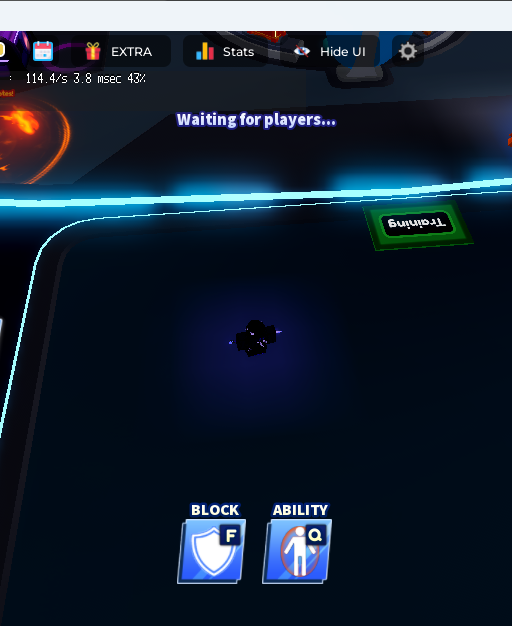 EXTRA
Stats
Hide UI
: 114.4/s 3.8 msec 43%
Waiting for players...
Training
BLOCK
ABILITY
F
Q